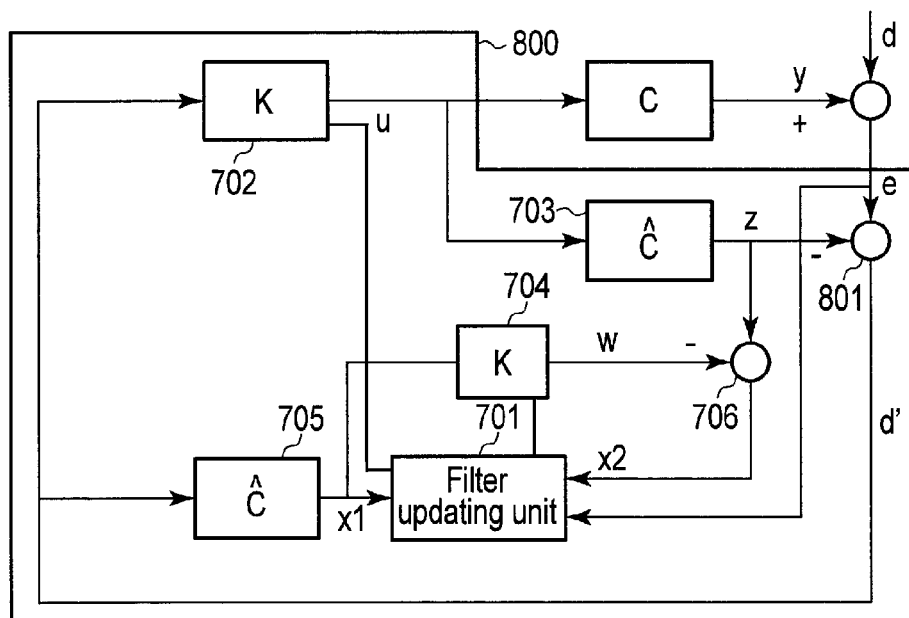 800
d
K
C
y
+
u
702
703
e
Ĉ
z
-
801
704
K
w
-
706
d'
705
701
Ĉ
x1
Filter
updating unit
x2